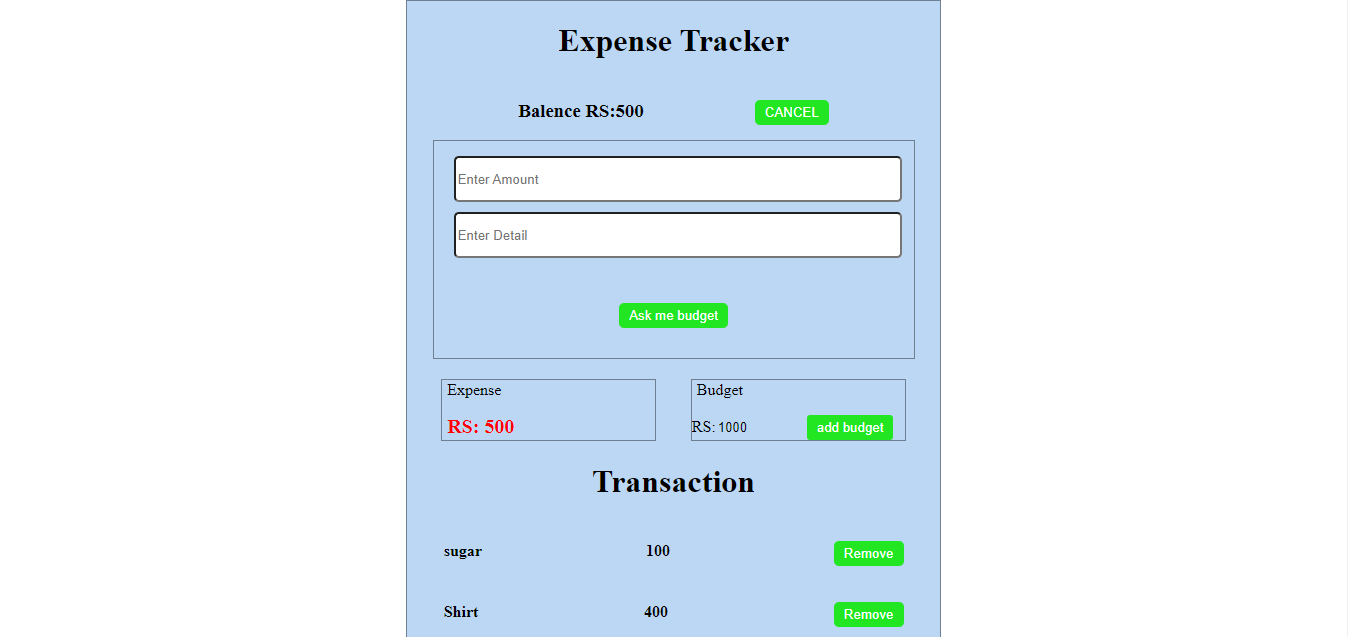 Expense Tracker
Balence RS:500 CANCEL
Enter Amount
Enter Detail
Ask me budget
Expense Budget
RS: 500 RS: 1000 add budget
Transaction
sugar 100 Remove
Shirt 400 Remove